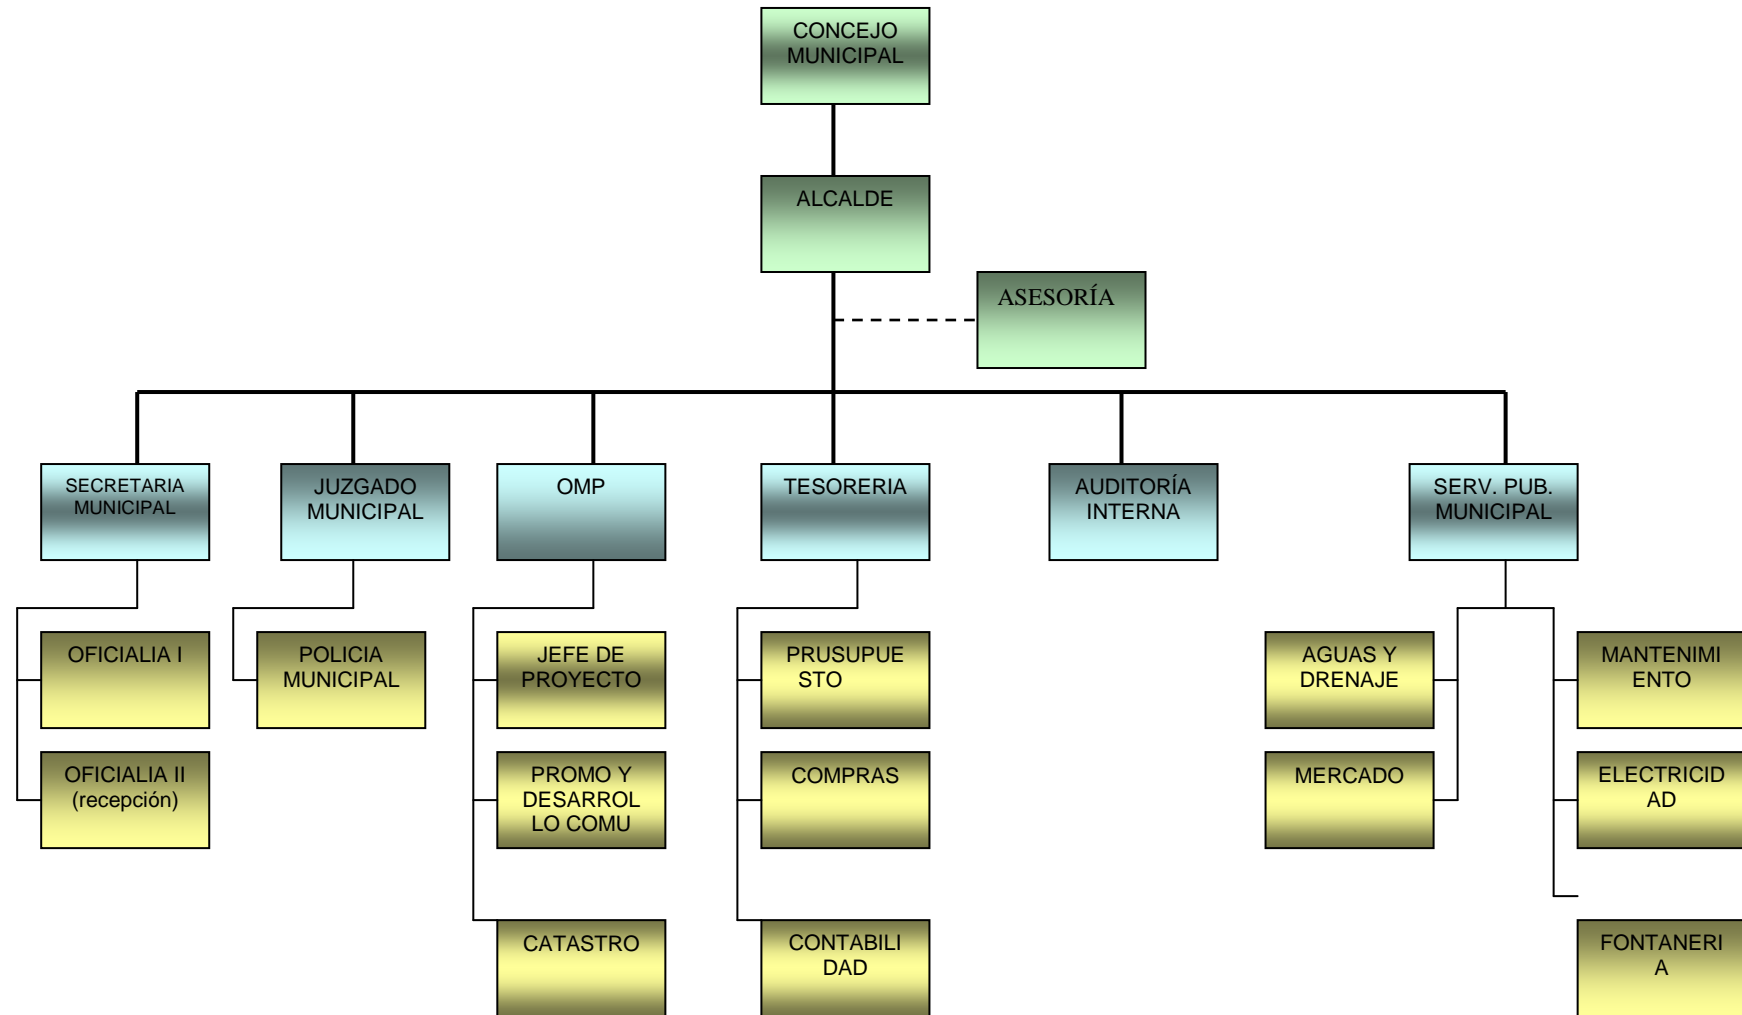 CONCEJO
MUNICIPAL
ALCALDE
ASESORÍA
SECRETARIA
MUNICIPAL
JUZGADO
MUNICIPAL
OMP
TESORERIA
AUDITORÍA
INTERNA
SERV. PUB.
MUNICIPAL
OFICIALIA I
POLICIA
MUNICIPAL
JEFE DE
PROYECTO
PRUSUPUE
STO
AGUAS Y
DRENAJE
MANTENIMI
ENTO
OFICIALIA II
(recepción)
PROMO Y
DESARROL
LO COMU
COMPRAS
MERCADO
ELECTRICID
AD
CATASTRO
CONTABILI
DAD
FONTANERI
A